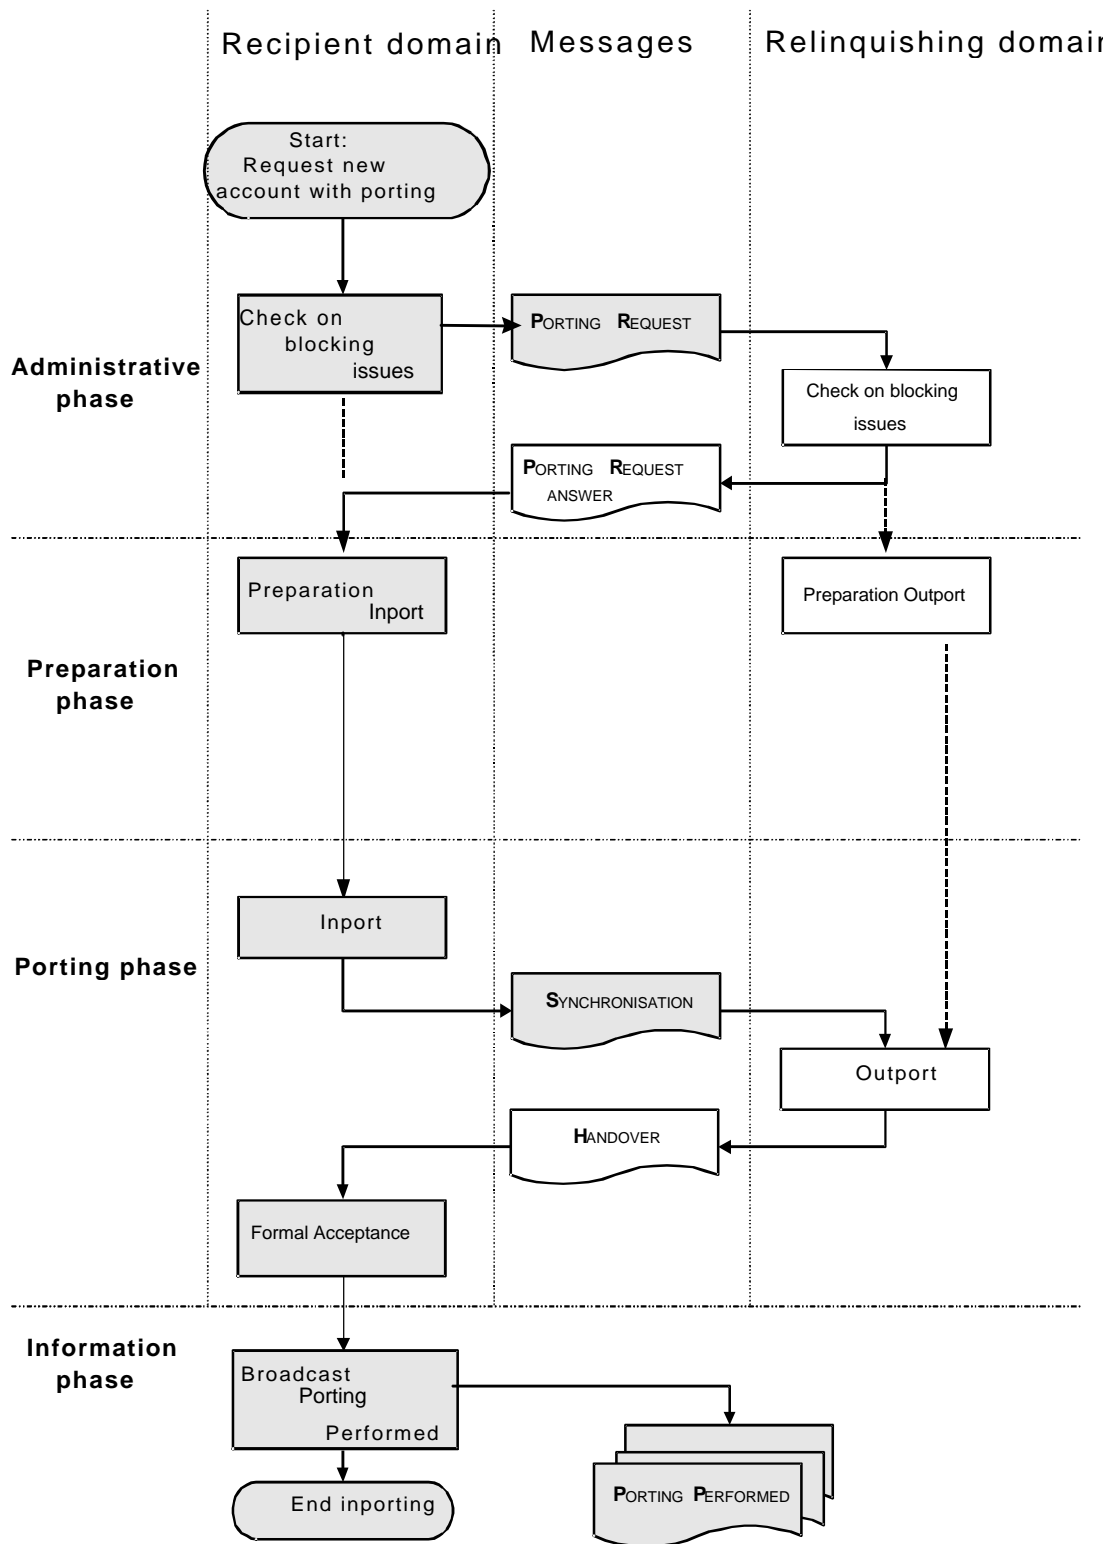 Recipient domain
Messages
Relinquishing domain
Start:
Request new
account with porting
Administrative
phase
Check on
blocking
issues
PORTING REQUEST
Check on blocking
issues
PORTING REQUEST
ANSWER
Preparation
phase
Preparation
Inport
Preparation Outport
Porting phase
Inport
SYNCHRONISATION
Outport
HANDOVER
Formal Acceptance
Information
phase
Broadcast
Porting
Performed
End inporting
PORTING PERFORMED